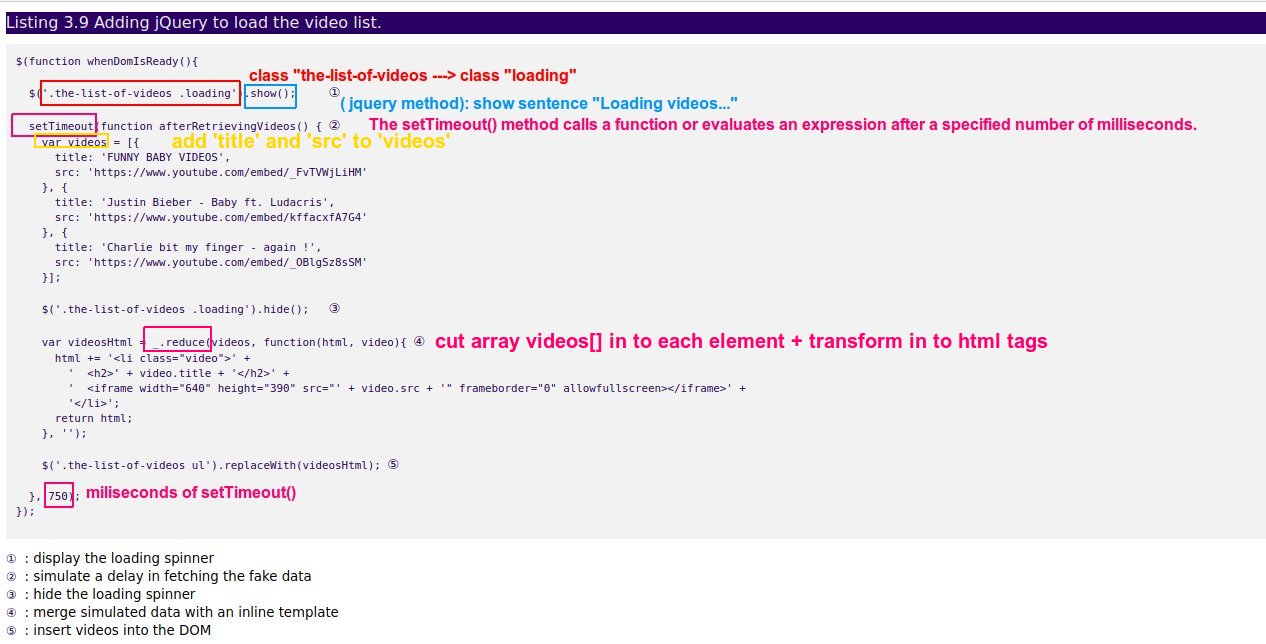 Listing 3.9 Adding jQuery to load the video list.
$(function whenDomIsReady(){
class "the-list-of-videos ---> class "loading"
$('.the-list-of-videos .loading').show(); ①
( jquery method): show sentence "Loading videos..."
setTimeout(function afterRetrievingVideos() { ②
The setTimeout() method calls a function or evaluates an expression after a specified number of milliseconds.
var videos = [{
add 'title' and 'src' to 'videos'
title: 'FUNNY BABY VIDEOS',
src: 'https://www.youtube.com/embed/_FvTVWjLiHM'
}, {
title: 'Justin Bieber - Baby ft. Ludacris',
src: 'https://www.youtube.com/embed/kffacxfA7G4'
}, {
title: 'Charlie bit my finger - again !',
src: 'https://www.youtube.com/embed/_OBlgSz8sSM'
}];
$('.the-list-of-videos .loading').hide(); ③
var videosHtml = _.reduce(videos, function(html, video){ ④
cut array videos[] in to each element + transform in to html tags
html += '<li class="video">' +
'  <h2>' + video.title + '</h2>' +
'  <iframe width="640" height="390" src="' + video.src + '" frameborder="0" allowfullscreen></iframe>' +
'</li>';
return html;
}, '');
$('.the-list-of-videos ul').replaceWith(videosHtml); ⑤
}, 750);
miliseconds of setTimeout()
});
① : display the loading spinner
② : simulate a delay in fetching the fake data
③ : hide the loading spinner
④ : merge simulated data with an inline template
⑤ : insert videos into the DOM